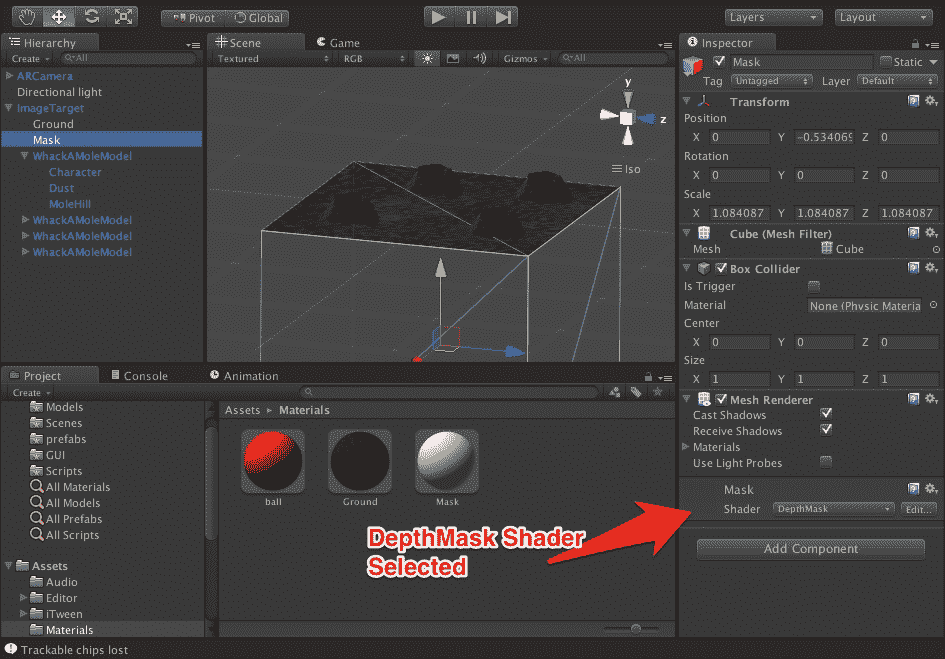 Pivot Global Layers Layout
Hierarchy
Create All
ARCamera
Directional light
ImageTarget
Ground
Mask
WhackAMoleModel
Character
Dust
MoleHill
WhackAMoleModel
WhackAMoleModel
WhackAMoleModel
Scene Game
Textured RGB Gizmos All
y
z
Iso
Inspector
Mask Static
Tag Untagged Layer Default
Transform
Position
X 0 Y -0.534069 Z 0
Rotation
X 0 Y 0 Z 0
Scale
X 1.084087 Y 1.084087 Z 1.084087
Cube (Mesh Filter)
Mesh Cube
Box Collider
Is Trigger
Material None (Physic Materia
Center
X 0 Y 0 Z 0
Size
X 1 Y 1 Z 1
Mesh Renderer
Cast Shadows
Receive Shadows
Materials
Use Light Probes
Mask
Shader DepthMask Edit...
Add Component
Project Console Animation
Create
Models
Scenes
prefabs
GUI
Scripts
All Materials
All Models
All Prefabs
All Scripts
Assets
Audio
Editor
iTween
Materials
Assets Materials
ball Ground Mask
DepthMask Shader
Selected
Trackable chips lost